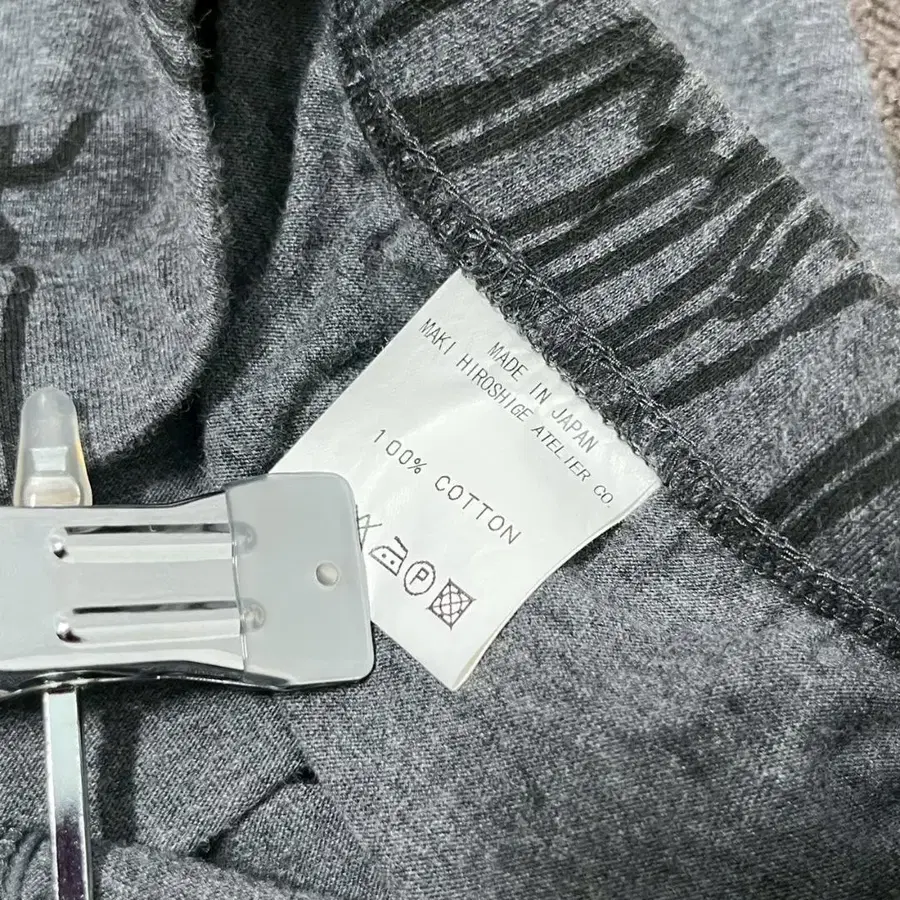 MADE IN JAPAN
MAKI HIROSHIGE ATELIER CO.
100% COTTON
P